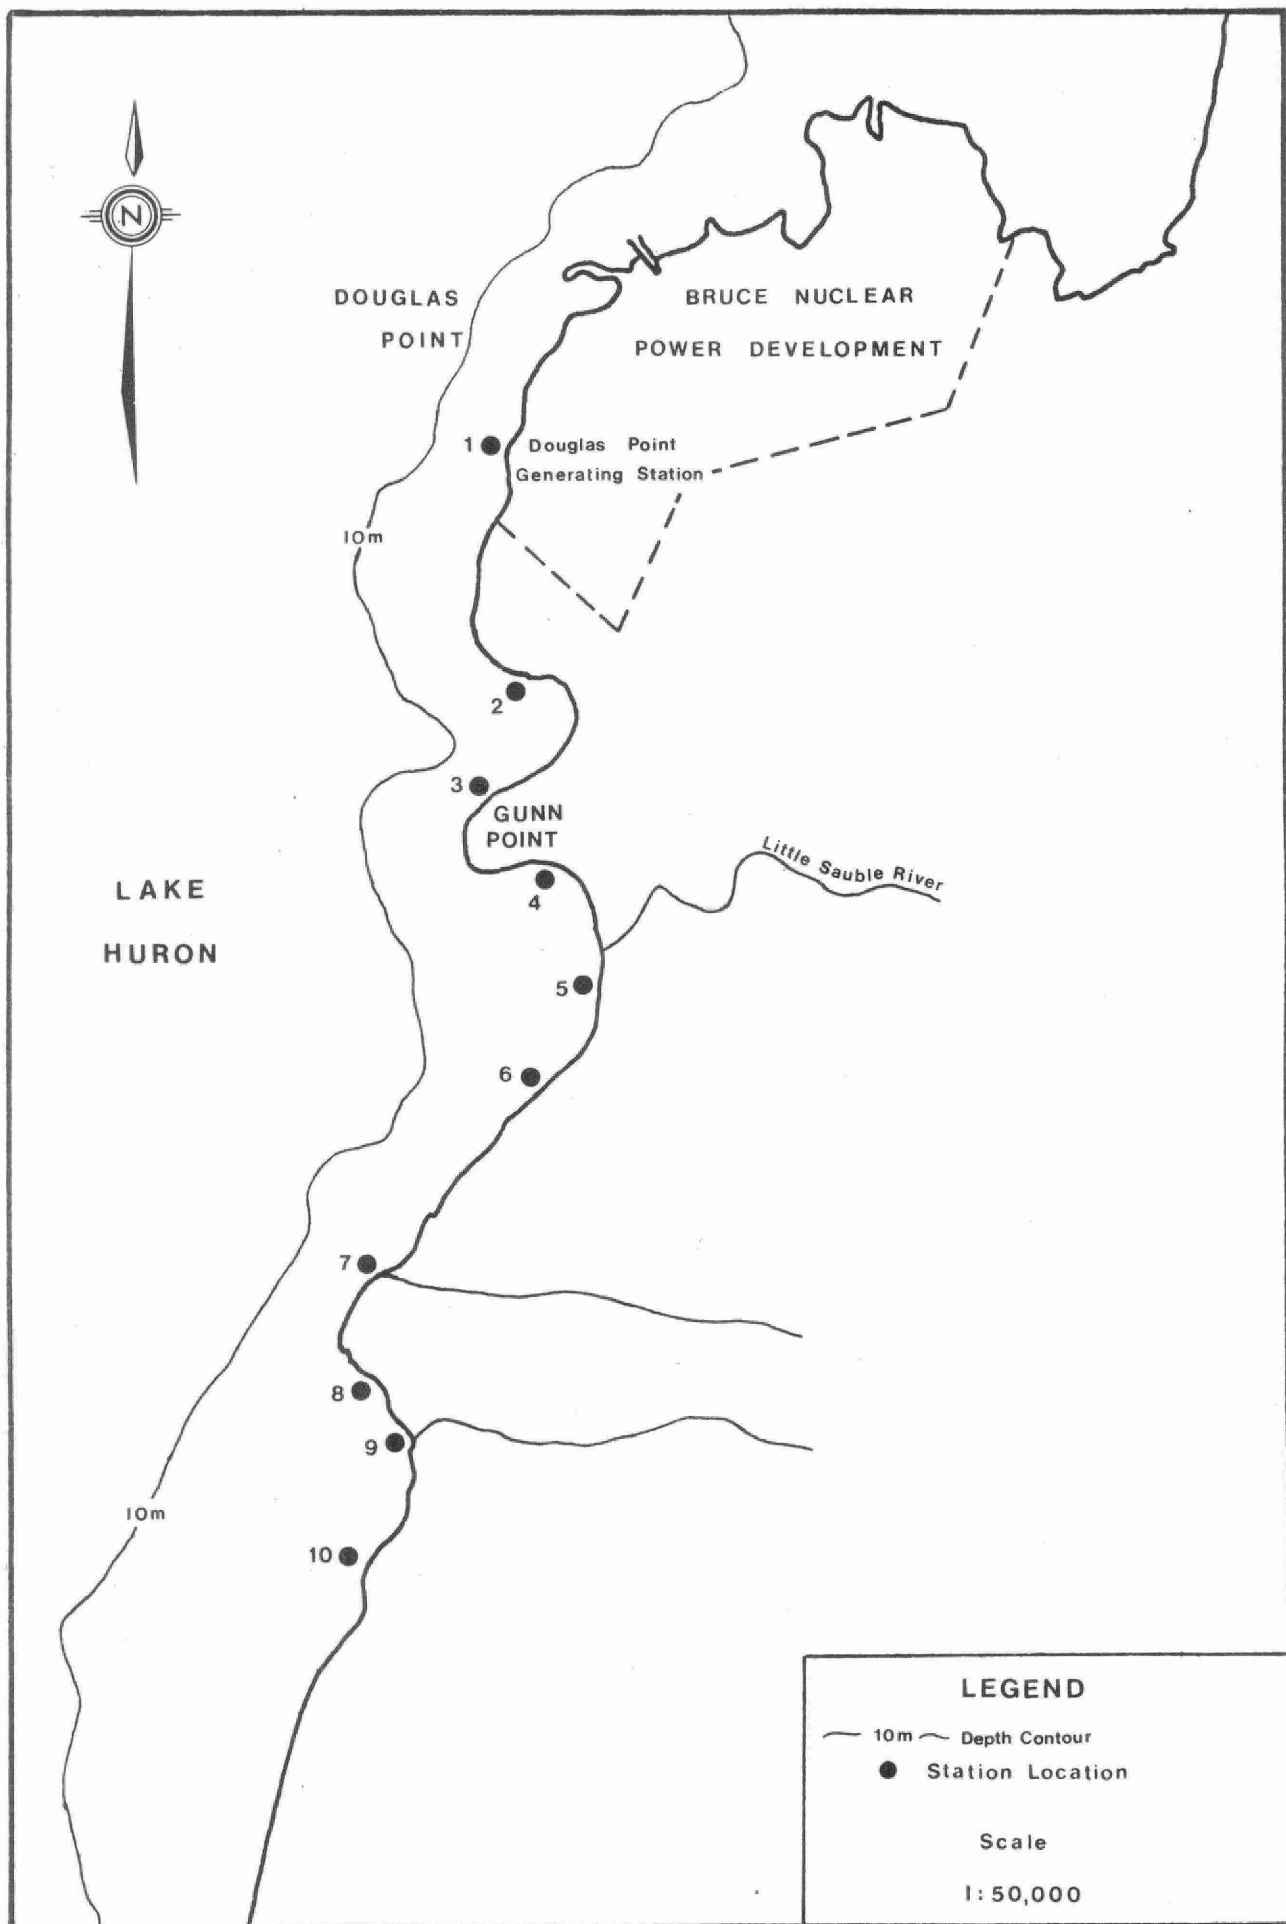 N
DOUGLAS
POINT
BRUCE NUCLEAR
POWER DEVELOPMENT
1
Douglas Point
Generating Station
10m
2
3
GUNN
POINT
4
Little Sauble River
LAKE
HURON
5
6
7
8
9
10m
10
LEGEND
10m Depth Contour
Station Location
Scale
1:50,000